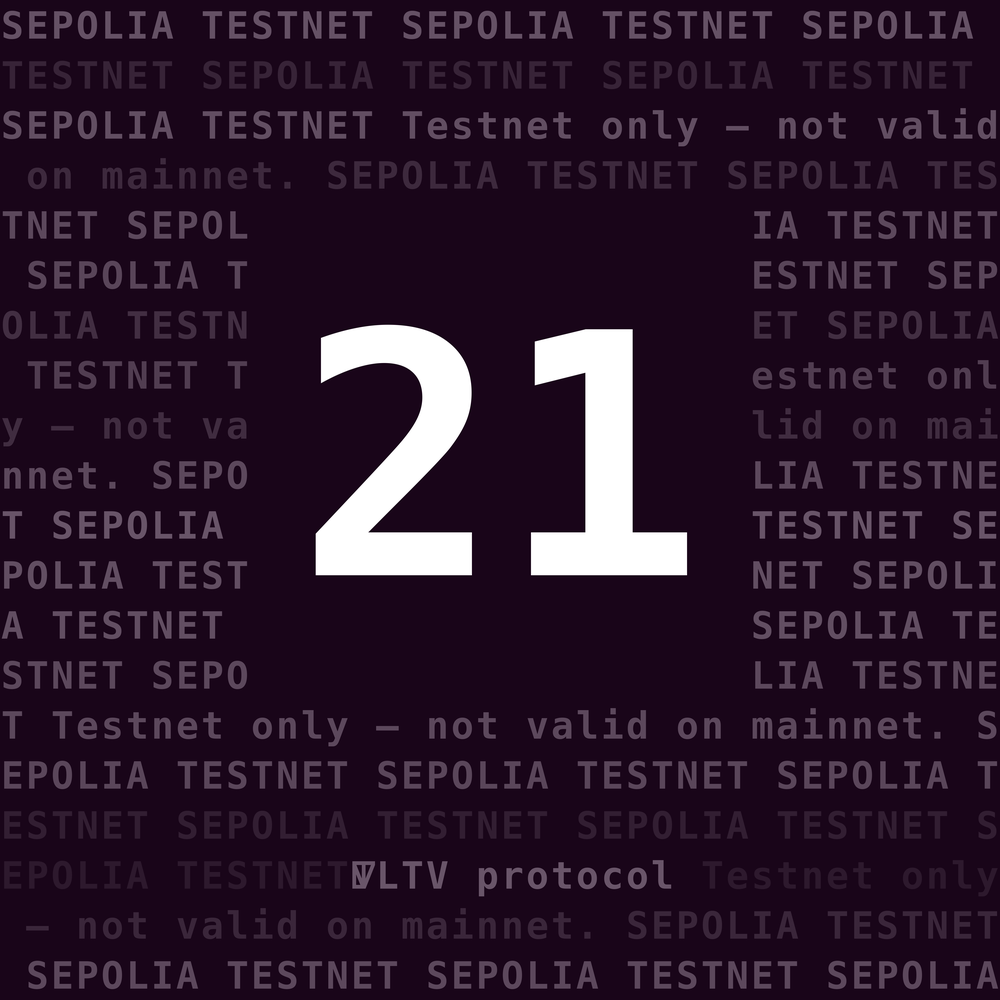 SEPOLIA TESTNET SEPOLIA TESTNET SEPOLIA
TESTNET SEPOLIA TESTNET SEPOLIA TESTNET
SEPOLIA TESTNET Testnet only — not valid
on mainnet. SEPOLIA TESTNET SEPOLIA TES
TNET SEPOL IA TESTNET
SEPOLIA T ESTNET SEP
OLIA TESTN ET SEPOLIA
TESTNET T estnet onl
y — not va lid on mai
nnet. SEPO LIA TESTNE
T SEPOLIA TESTNET SE
POLIA TEST NET SEPOLI
A TESTNET SEPOLIA TE
STNET SEPO LIA TESTNE
21
T Testnet only — not valid on mainnet. S
EPOLIA TESTNET SEPOLIA TESTNET SEPOLIA T
ESTNET SEPOLIA TESTNET SEPOLIA TESTNET S
EPOLIA TESTNET VLTV protocol Testnet only
— not valid on mainnet. SEPOLIA TESTNET
SEPOLIA TESTNET SEPOLIA TESTNET SEPOLIA